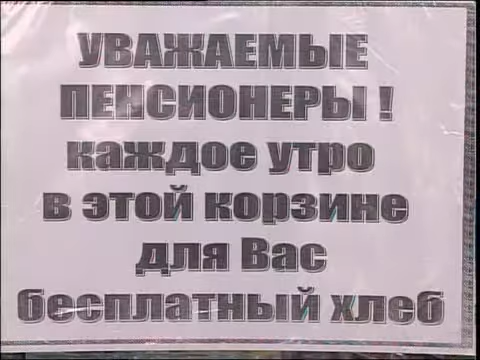 УВАЖАЕМЫЕ
ПЕНСИОНЕРЫ !
каждое утро
в этой корзине
для Вас
бесплатный хлеб